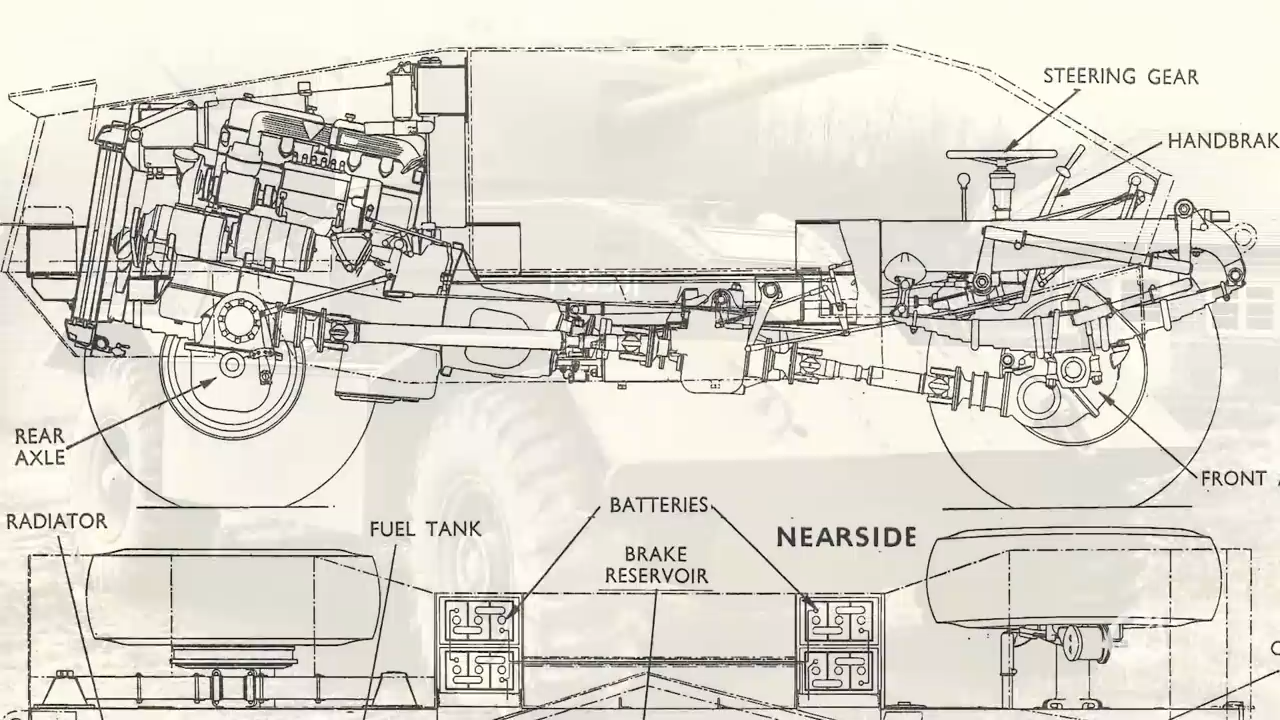 STEERING GEAR
HANDBRAK
REAR
AXLE
FRONT
RADIATOR
FUEL TANK
BATTERIES
NEARSIDE
BRAKE
RESERVOIR